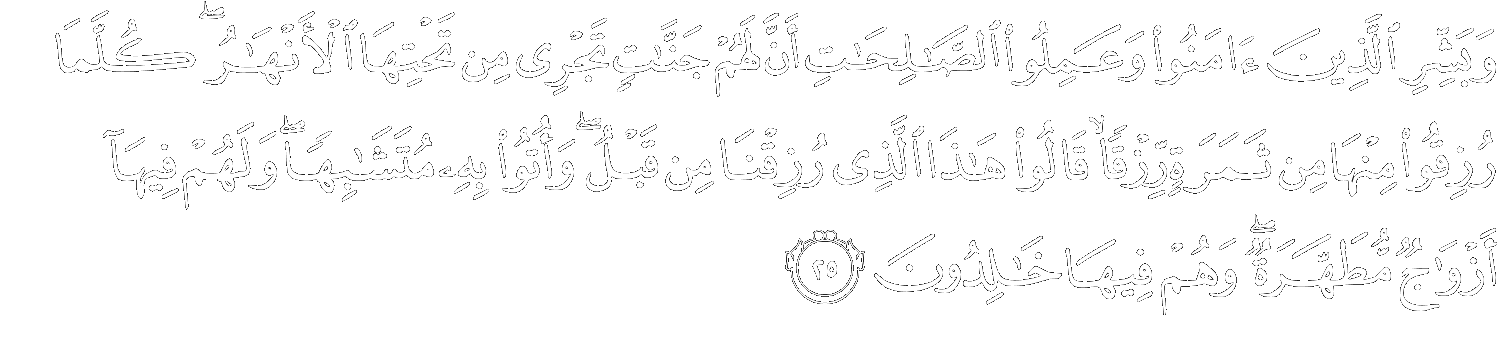 وَبَشِّرِ ٱلَّذِينَ ءَامَنُوا۟ وَعَمِلُوا۟ ٱلصَّٰلِحَٰتِ أَنَّ لَهُمْ جَنَّٰتٍ تَجْرِى مِن تَحْتِهَا ٱلْأَنْهَٰرُ ۖ كُلَّمَا
رُزِقُوا۟ مِنْهَا مِن ثَمَرَةٍ رِّزْقًا ۙ قَالُوا۟ هَٰذَا ٱلَّذِى رُزِقْنَا مِن قَبْلُ ۖ وَأُتُوا۟ بِهِۦ مُتَشَٰبِهًا ۖ وَلَهُمْ فِيهَآ
أَزْوَٰجٌ مُّطَهَّرَةٌ ۖ وَهُمْ فِيهَا خَٰلِدُونَ ٢٥